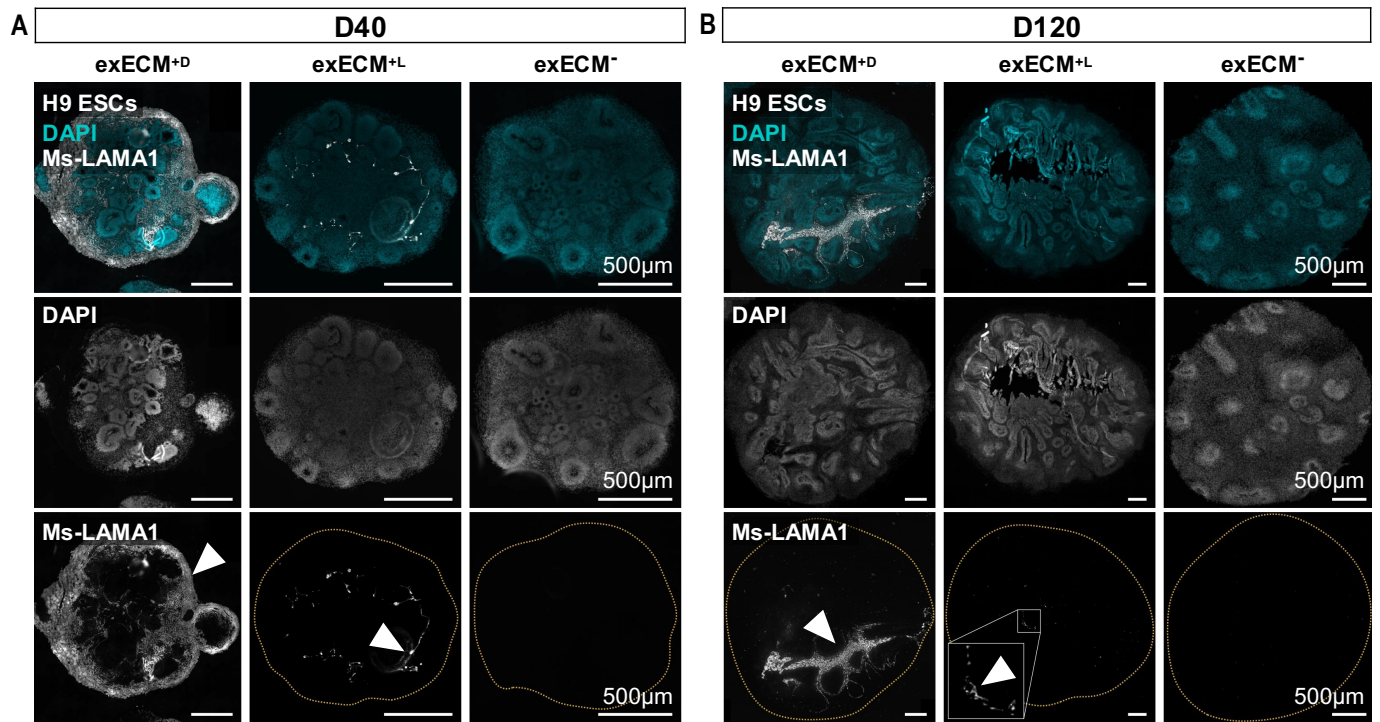 A
D40
exECM⁺ᴰ
exECM⁺ᴸ
exECM⁻
H9 ESCs
DAPI
Ms-LAMA1
500µm
DAPI
500µm
Ms-LAMA1
500µm
B
D120
exECM⁺ᴰ
exECM⁺ᴸ
exECM⁻
H9 ESCs
DAPI
Ms-LAMA1
500µm
DAPI
500µm
Ms-LAMA1
500µm